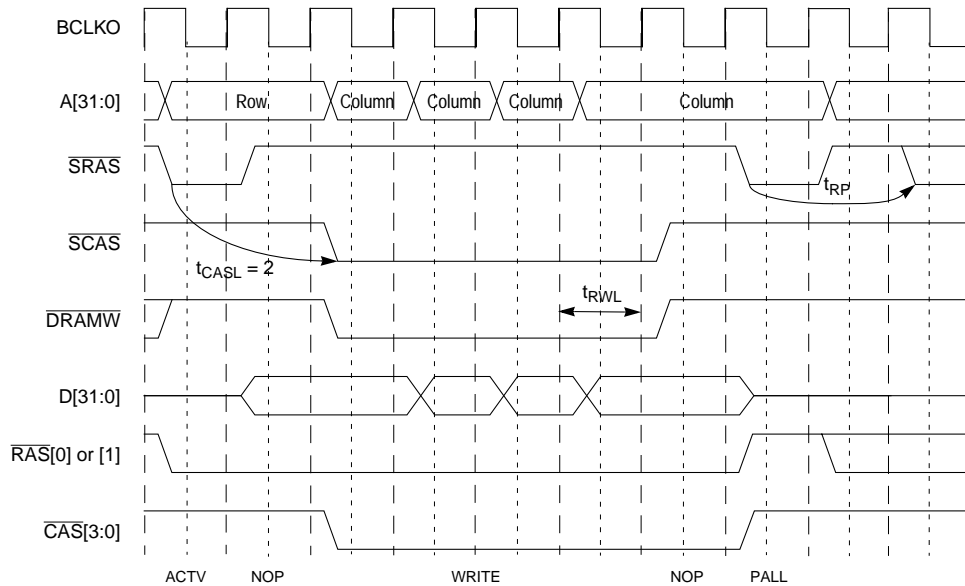 BCLKO
A[31:0] Row Column Column Column Column
SRAS
tRP
SCAS
tCASL = 2
tRWL
DRAMW
D[31:0]
RAS[0] or [1]
CAS[3:0]
ACTV NOP WRITE NOP PALL